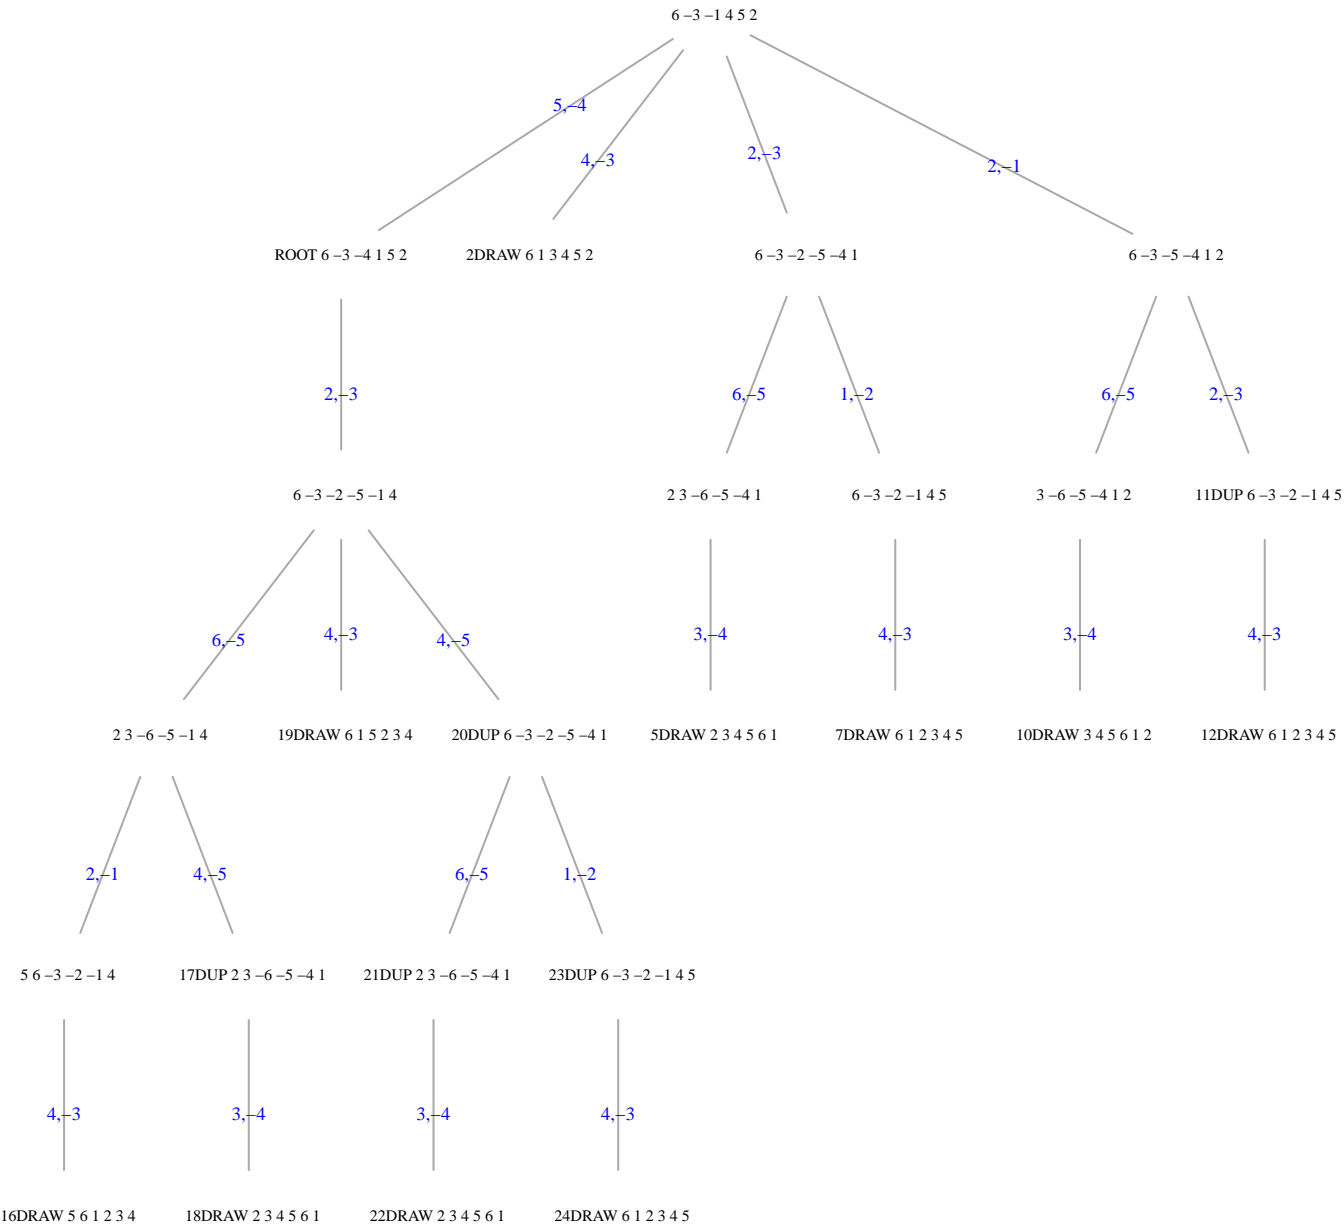 6 –3 –1 4 5 2
5,–4
4,–3
2,–3
2,–1
ROOT 6 –3 –4 1 5 2
2DRAW 6 1 3 4 5 2
6 –3 –2 –5 –4 1
6 –3 –5 –4 1 2
2,–3
6,–5
1,–2
6,–5
2,–3
6 –3 –2 –5 –1 4
2 3 –6 –5 –4 1
6 –3 –2 –1 4 5
3 –6 –5 –4 1 2
11DUP 6 –3 –2 –1 4 5
6,–5
4,–3
4,–5
3,–4
4,–3
3,–4
4,–3
2 3 –6 –5 –1 4
19DRAW 6 1 5 2 3 4
20DUP 6 –3 –2 –5 –4 1
5DRAW 2 3 4 5 6 1
7DRAW 6 1 2 3 4 5
10DRAW 3 4 5 6 1 2
12DRAW 6 1 2 3 4 5
2,–1
4,–5
6,–5
1,–2
5 6 –3 –2 –1 4
17DUP 2 3 –6 –5 –4 1
21DUP 2 3 –6 –5 –4 1
23DUP 6 –3 –2 –1 4 5
4,–3
3,–4
3,–4
4,–3
16DRAW 5 6 1 2 3 4
18DRAW 2 3 4 5 6 1
22DRAW 2 3 4 5 6 1
24DRAW 6 1 2 3 4 5